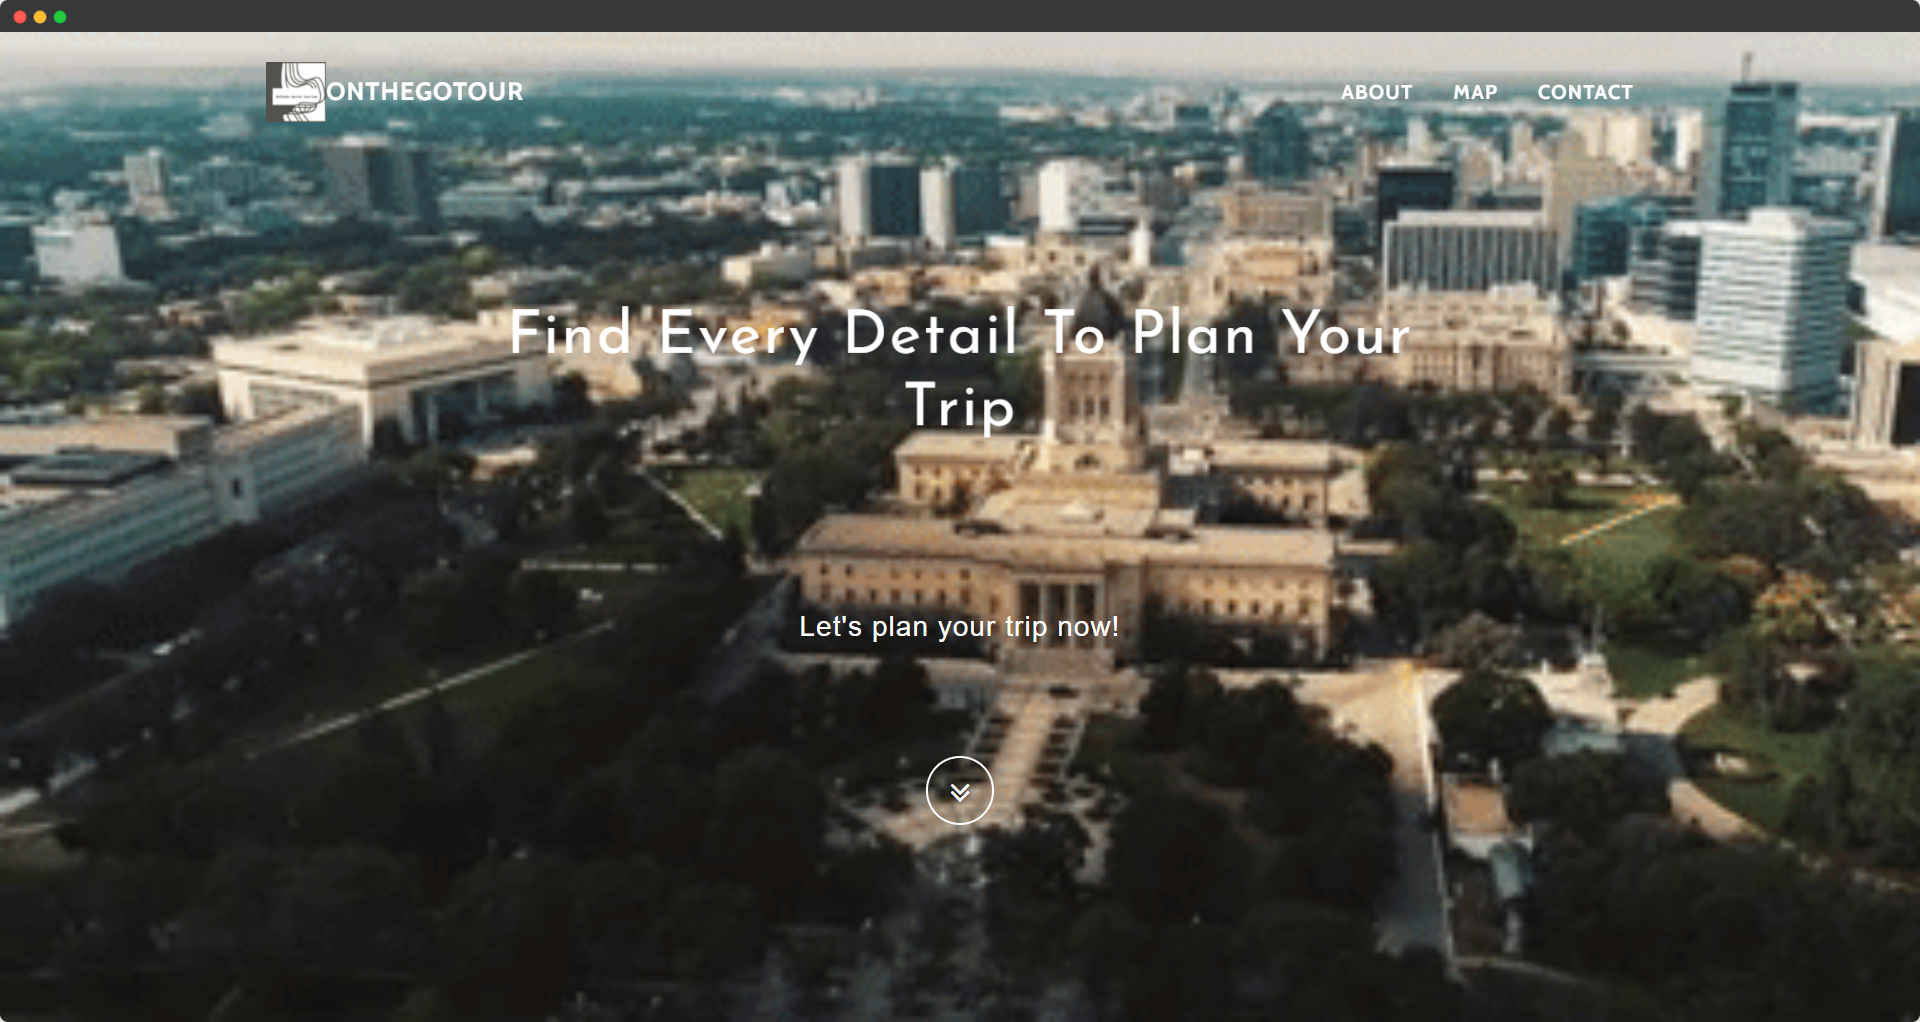 ONTHEGOTOUR
ABOUT MAP CONTACT
Find Every Detail To Plan Your
Trip
Let's plan your trip now!